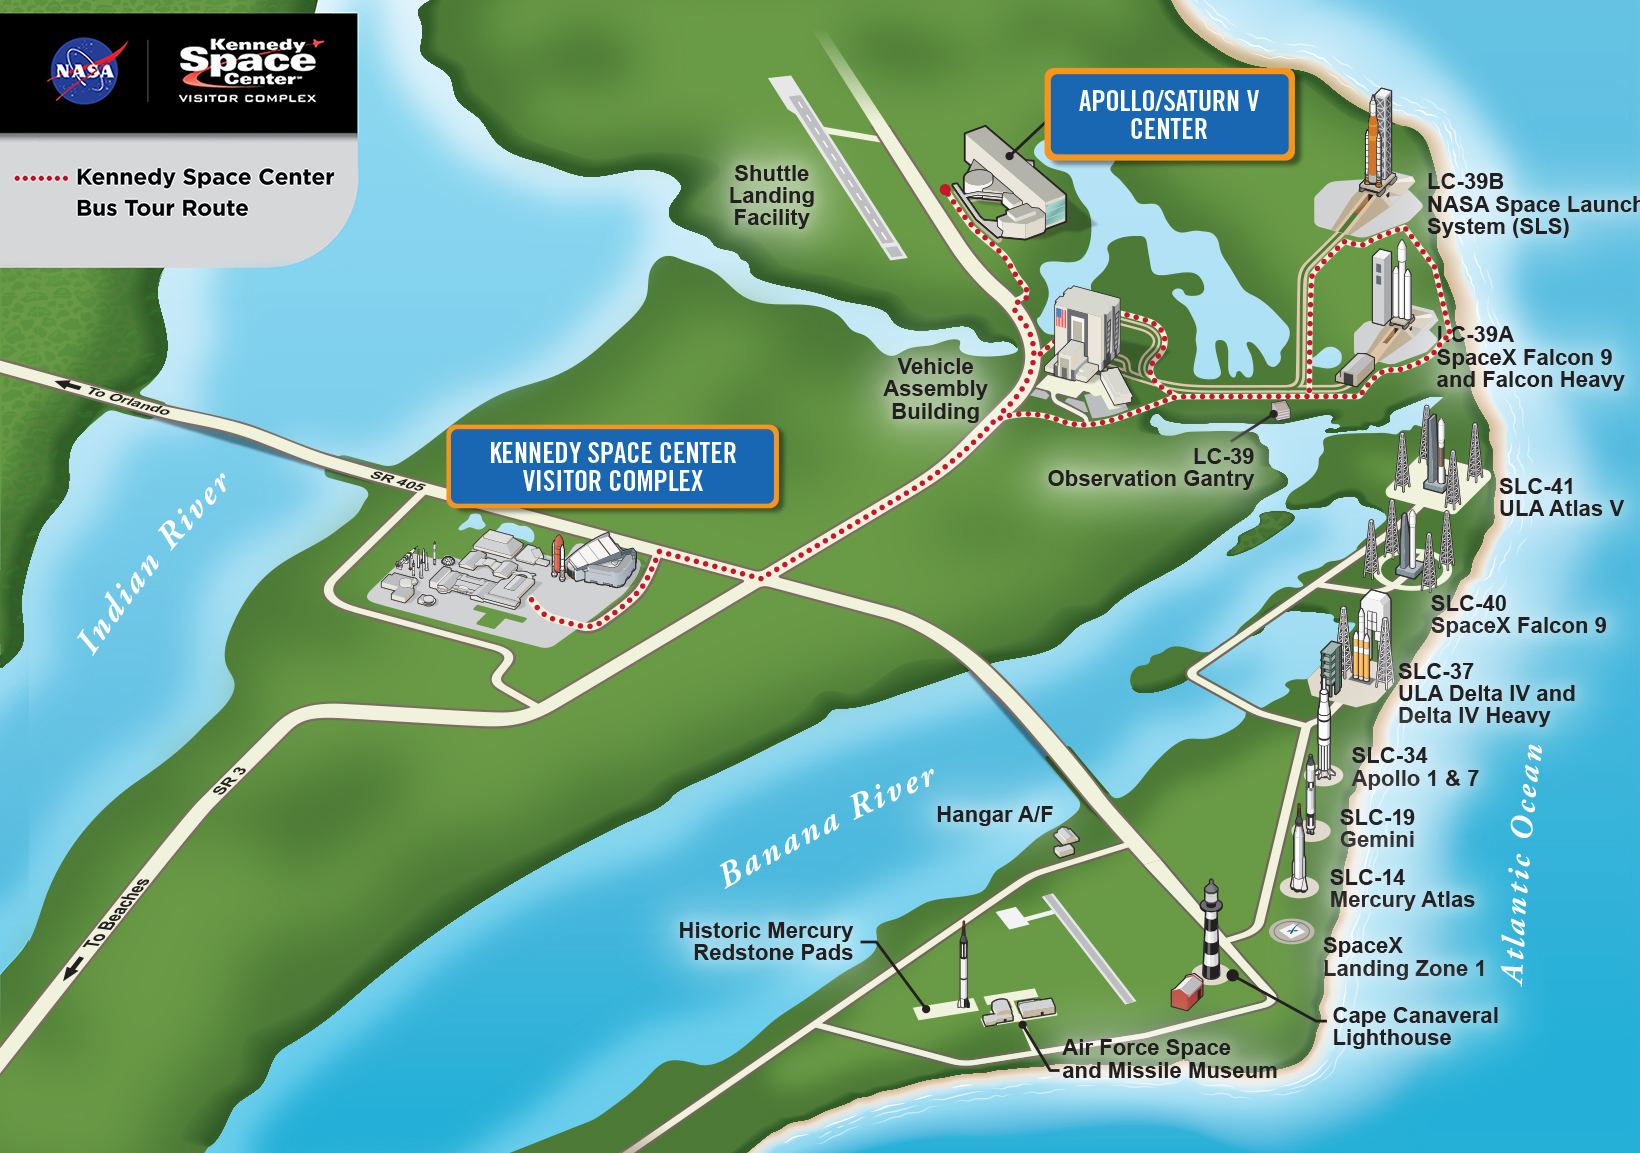 NASA
Kennedy
Space
Center
VISITOR COMPLEX
Kennedy Space Center
Bus Tour Route
APOLLO/SATURN V
CENTER
Shuttle
Landing
Facility
LC-39B
NASA Space Launch
System (SLS)
LC-39A
SpaceX Falcon 9
and Falcon Heavy
Vehicle
Assembly
Building
To Orlando
SR 405
KENNEDY SPACE CENTER
VISITOR COMPLEX
LC-39
Observation Gantry
SLC-41
ULA Atlas V
Indian River
SLC-40
SpaceX Falcon 9
SLC-37
ULA Delta IV and
Delta IV Heavy
SLC-34
Apollo 1 & 7
SR 3
Banana River
Hangar A/F
SLC-19
Gemini
SLC-14
Mercury Atlas
Atlantic Ocean
To Beaches
Historic Mercury
Redstone Pads
SpaceX
Landing Zone 1
Cape Canaveral
Lighthouse
Air Force Space
and Missile Museum